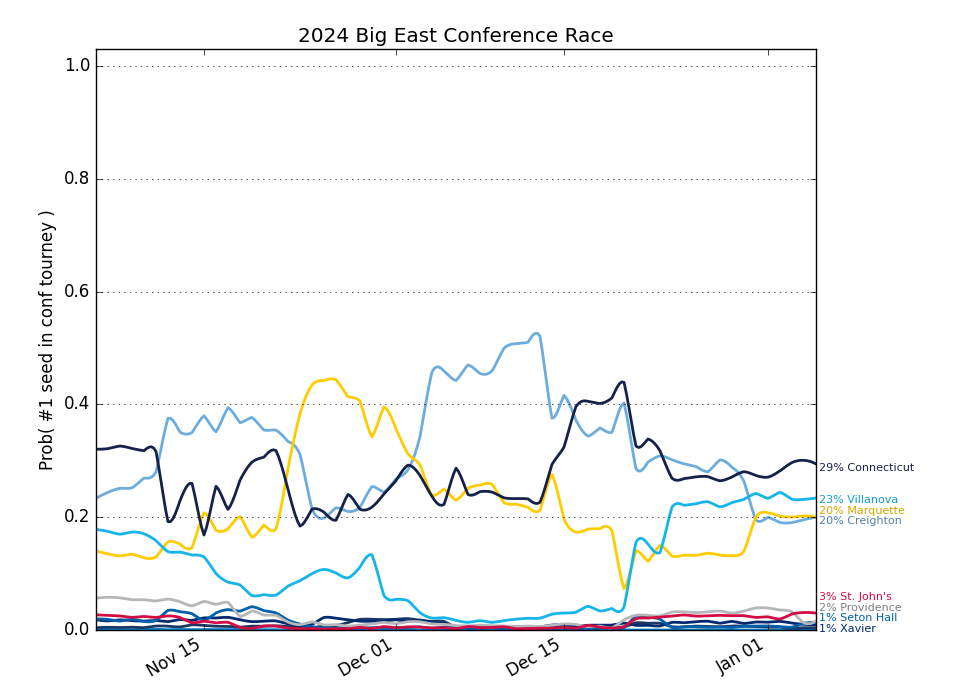 2024 Big East Conference Race
Prob( #1 seed in conf tourney )
1.0
0.8
0.6
0.4
0.2
0.0
Nov 15
Dec 01
Dec 15
Jan 01
29% Connecticut
23% Villanova
20% Marquette
20% Creighton
3% St. John's
2% Providence
1% Seton Hall
1% Xavier